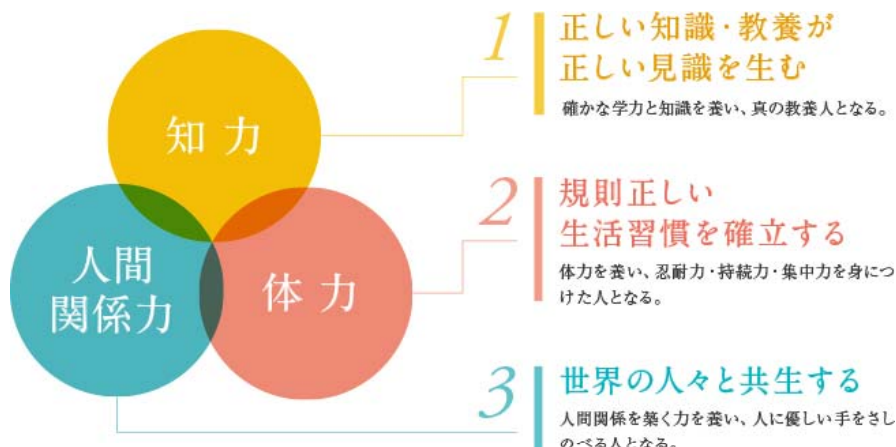 知力
人間
関係力
体力
1
正しい知識・教養が
正しい見識を生む
確かな学力と知識を養い、真の教養人となる。
2
規則正しい
生活習慣を確立する
体力を養い、忍耐力・持続力・集中力を身につ
けた人となる。
3
世界の人々と共生する
人間関係を築く力を養い、人に優しい手をさし
のべる人となる。